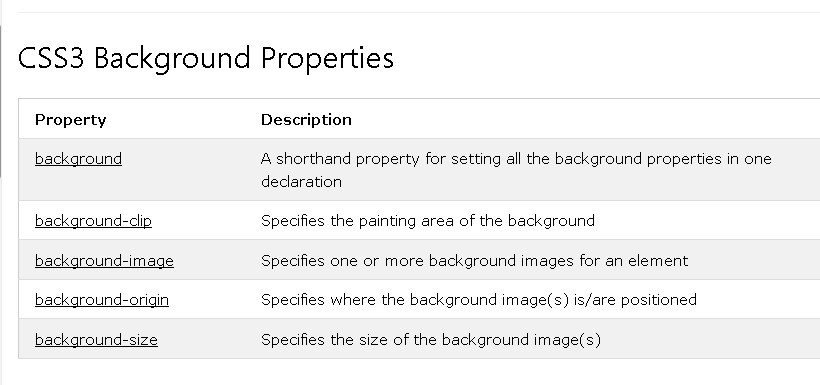 CSS3 Background Properties
Property Description
background A shorthand property for setting all the background properties in one
declaration
background-clip Specifies the painting area of the background
background-image Specifies one or more background images for an element
background-origin Specifies where the background image(s) is/are positioned
background-size Specifies the size of the background image(s)